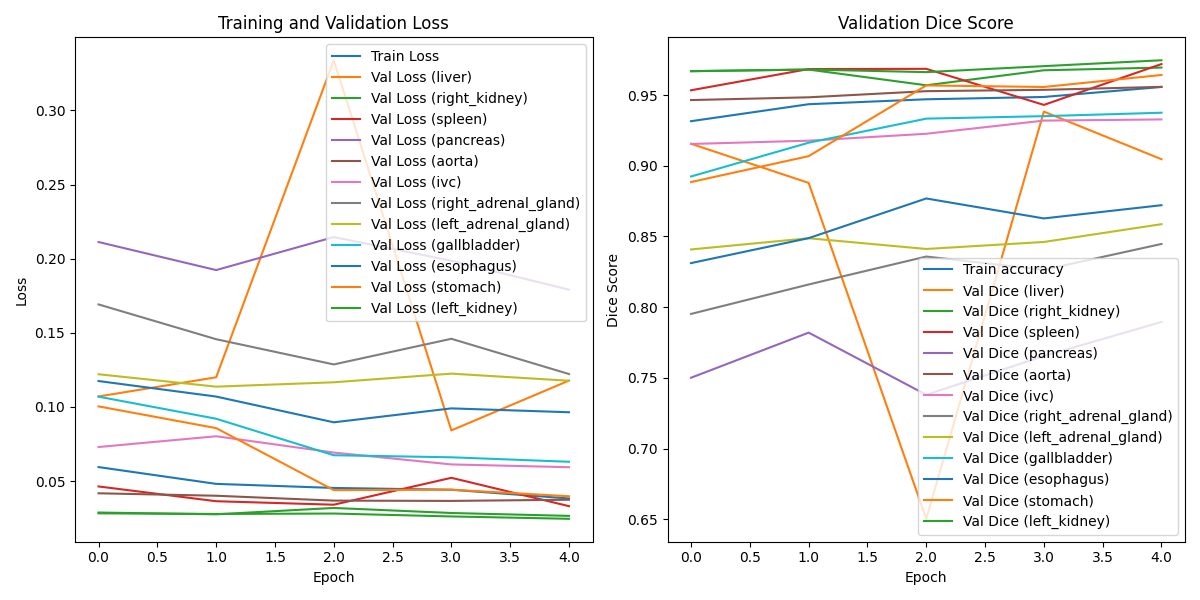 Training and Validation Loss
Loss
0.30
0.25
0.20
0.15
0.10
0.05
0.0
0.5
1.0
1.5
2.0
2.5
3.0
3.5
4.0
Epoch
Train Loss
Val Loss (liver)
Val Loss (right_kidney)
Val Loss (spleen)
Val Loss (pancreas)
Val Loss (aorta)
Val Loss (ivc)
Val Loss (right_adrenal_gland)
Val Loss (left_adrenal_gland)
Val Loss (gallbladder)
Val Loss (esophagus)
Val Loss (stomach)
Val Loss (left_kidney)
Validation Dice Score
Dice Score
0.95
0.90
0.85
0.80
0.75
0.70
0.65
0.0
0.5
1.0
1.5
2.0
2.5
3.0
3.5
4.0
Epoch
Train accuracy
Val Dice (liver)
Val Dice (right_kidney)
Val Dice (spleen)
Val Dice (pancreas)
Val Dice (aorta)
Val Dice (ivc)
Val Dice (right_adrenal_gland)
Val Dice (left_adrenal_gland)
Val Dice (gallbladder)
Val Dice (esophagus)
Val Dice (stomach)
Val Dice (left_kidney)